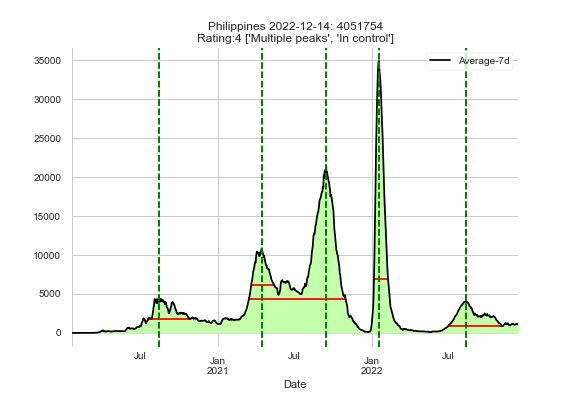 Philippines 2022-12-14: 4051754
Rating:4 ['Multiple peaks', 'In control']
Average-7d
35000
30000
25000
20000
15000
10000
5000
0
Jul
Jan
2021
Jul
Jan
2022
Jul
Date